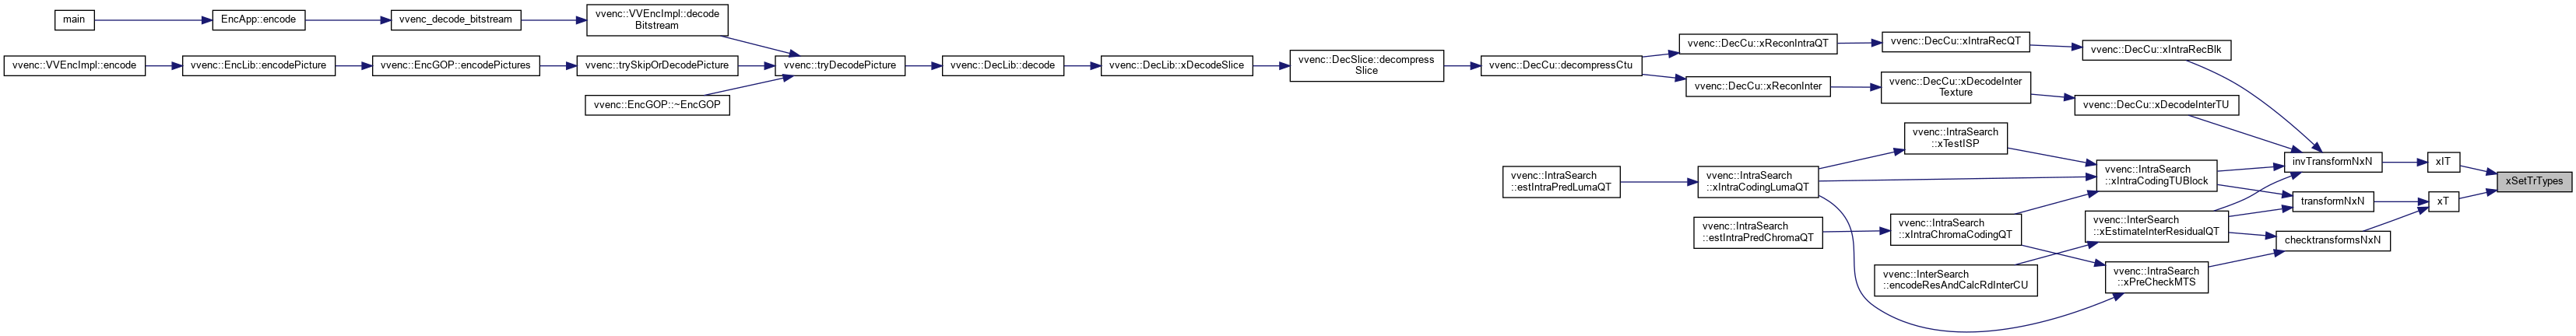 main
EncApp::encode
vvenc_decode_bitstream
vvenc::VVEncImpl::decode
Bitstream
vvenc::VVEncImpl::encode
vvenc::EncLib::encodePicture
vvenc::EncGOP::encodePictures
vvenc::trySkipOrDecodePicture
vvenc::EncGOP::~EncGOP
vvenc::tryDecodePicture
vvenc::DecLib::decode
vvenc::DecLib::xDecodeSlice
vvenc::DecSlice::decompress
Slice
vvenc::DecCu::decompressCtu
vvenc::DecCu::xReconIntraQT
vvenc::DecCu::xIntraRecQT
vvenc::DecCu::xIntraRecBlk
vvenc::DecCu::xReconInter
vvenc::DecCu::xDecodeInter
Texture
vvenc::DecCu::xDecodeInterTU
vvenc::IntraSearch
::xTestISP
vvenc::IntraSearch
::estIntraPredLumaQT
vvenc::IntraSearch
::xIntraCodingLumaQT
vvenc::IntraSearch
::xIntraCodingTUBlock
vvenc::IntraSearch
::estIntraPredChromaQT
vvenc::IntraSearch
::xIntraChromaCodingQT
vvenc::InterSearch
::xEstimateInterResidualQT
vvenc::InterSearch
::encodeResAndCalcRdInterCU
vvenc::IntraSearch
::xPreCheckMTS
invTransformNxN
transformNxN
checktransformsNxN
xIT
xT
xSetTrTypes